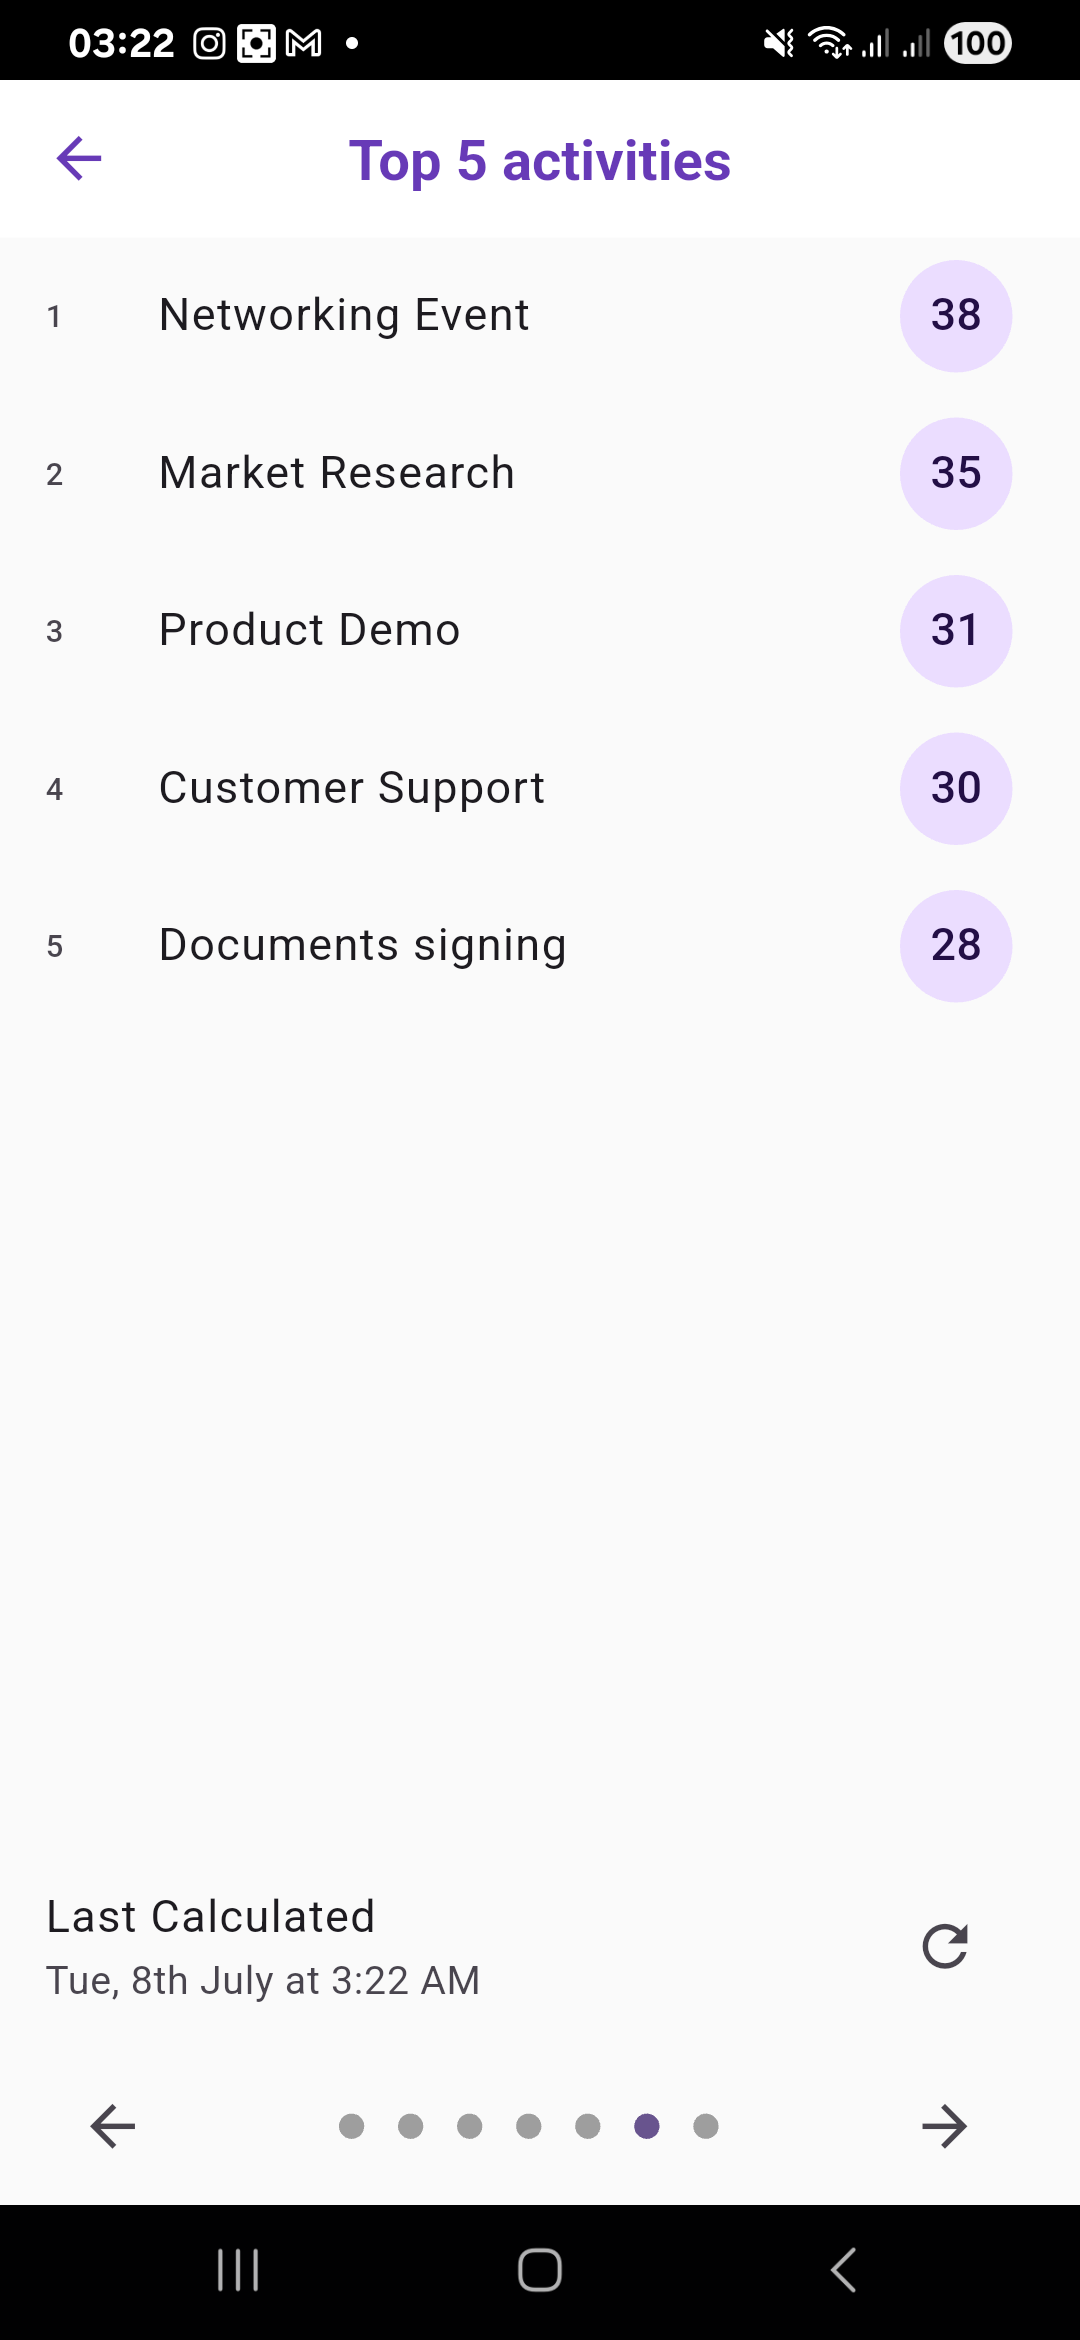 03:22
100
Top 5 activities
1 Networking Event 38
2 Market Research 35
3 Product Demo 31
4 Customer Support 30
5 Documents signing 28
Last Calculated
Tue, 8th July at 3:22 AM